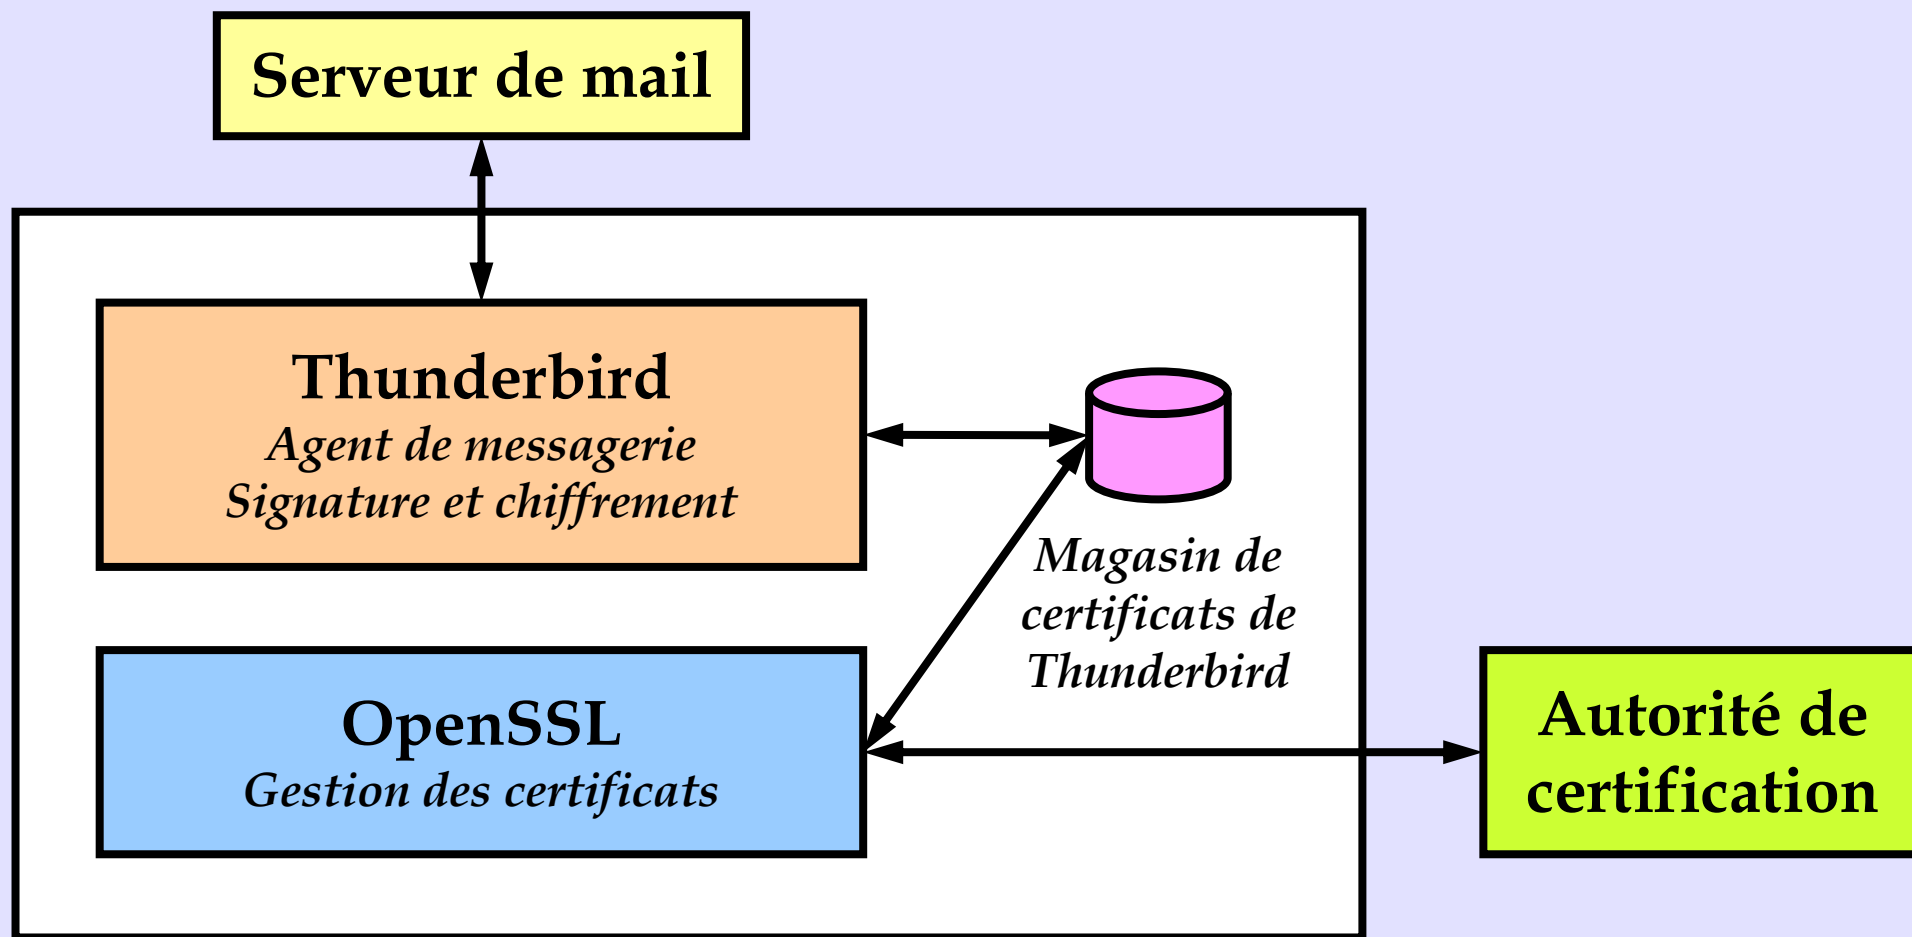 Serveur de mail
Thunderbird
Agent de messagerie
Signature et chiffrement
Magasin de
certificats de
Thunderbird
OpenSSL
Gestion des certificats
Autorité de
certification